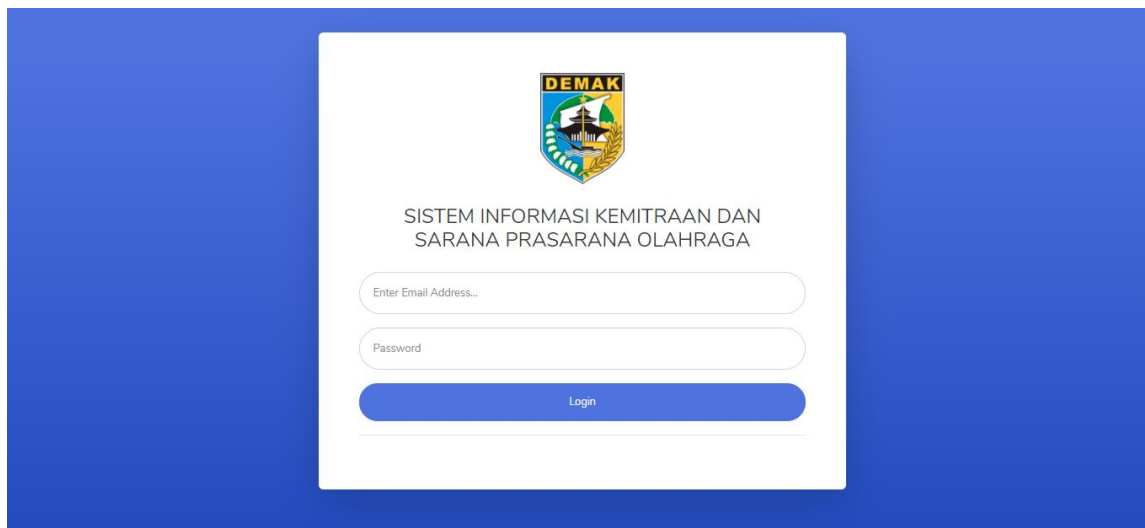 DEMAK
SISTEM INFORMASI KEMITRAAN DAN
SARANA PRASARANA OLAHRAGA
Enter Email Address...
Password
Login